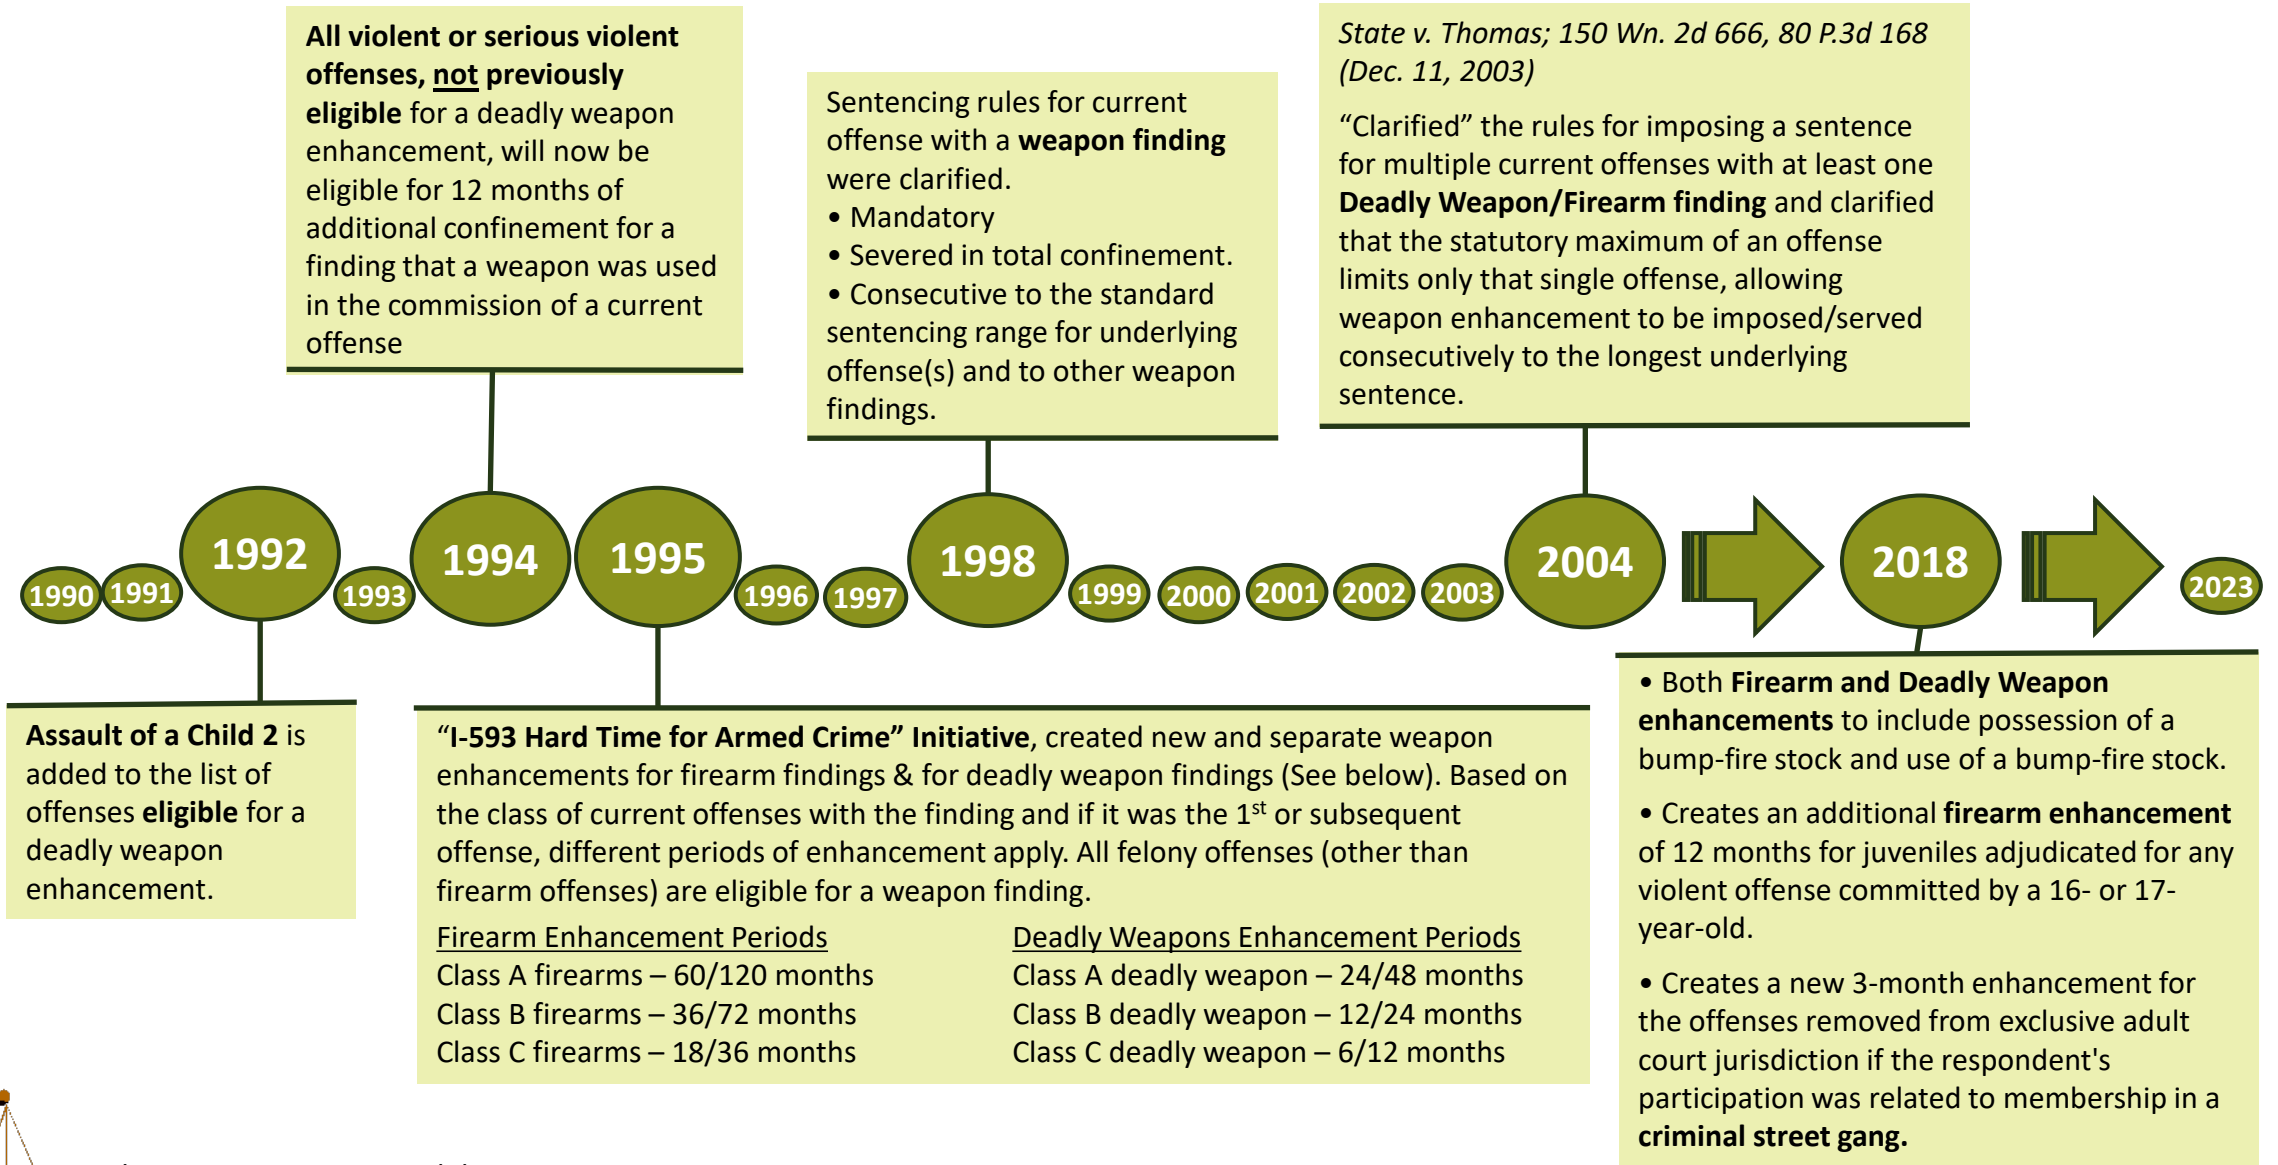 All violent or serious violent
offenses, not previously
eligible for a deadly weapon
enhancement, will now be
eligible for 12 months of
additional confinement for a
finding that a weapon was used
in the commission of a current
offense
Sentencing rules for current
offense with a weapon finding
were clarified.
• Mandatory
• Severed in total confinement.
• Consecutive to the standard
sentencing range for underlying
offense(s) and to other weapon
findings.
State v. Thomas; 150 Wn. 2d 666, 80 P.3d 168
(Dec. 11, 2003)
“Clarified” the rules for imposing a sentence
for multiple current offenses with at least one
Deadly Weapon/Firearm finding and clarified
that the statutory maximum of an offense
limits only that single offense, allowing
weapon enhancement to be imposed/served
consecutively to the longest underlying
sentence.
1990 1991 1992 1993 1994 1995 1996 1997 1998 1999 2000 2001 2002 2003 2004 2018 2023
Assault of a Child 2 is
added to the list of
offenses eligible for a
deadly weapon
enhancement.
“I-593 Hard Time for Armed Crime” Initiative, created new and separate weapon
enhancements for firearm findings & for deadly weapon findings (See below). Based on
the class of current offenses with the finding and if it was the 1st or subsequent
offense, different periods of enhancement apply. All felony offenses (other than
firearm offenses) are eligible for a weapon finding.
Firearm Enhancement Periods
Class A firearms – 60/120 months
Class B firearms – 36/72 months
Class C firearms – 18/36 months
Deadly Weapons Enhancement Periods
Class A deadly weapon – 24/48 months
Class B deadly weapon – 12/24 months
Class C deadly weapon – 6/12 months
• Both Firearm and Deadly Weapon
enhancements to include possession of a
bump-fire stock and use of a bump-fire stock.
• Creates an additional firearm enhancement
of 12 months for juveniles adjudicated for any
violent offense committed by a 16- or 17-
year-old.
• Creates a new 3-month enhancement for
the offenses removed from exclusive adult
court jurisdiction if the respondent's
participation was related to membership in a
criminal street gang.